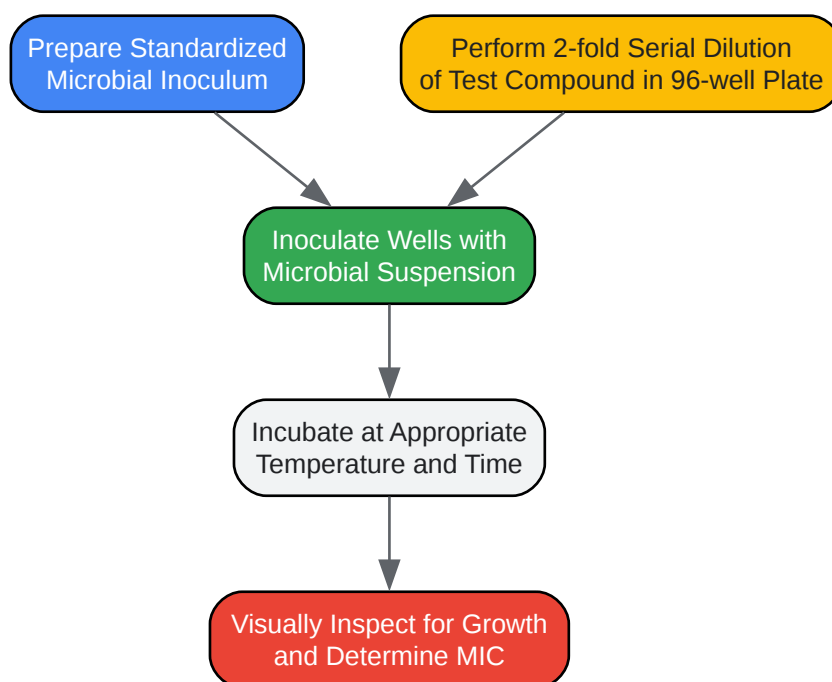 Prepare Standardized
Microbial Inoculum
Perform 2-fold Serial Dilution
of Test Compound in 96-well Plate
Inoculate Wells with
Microbial Suspension
Incubate at Appropriate
Temperature and Time
Visually Inspect for Growth
and Determine MIC